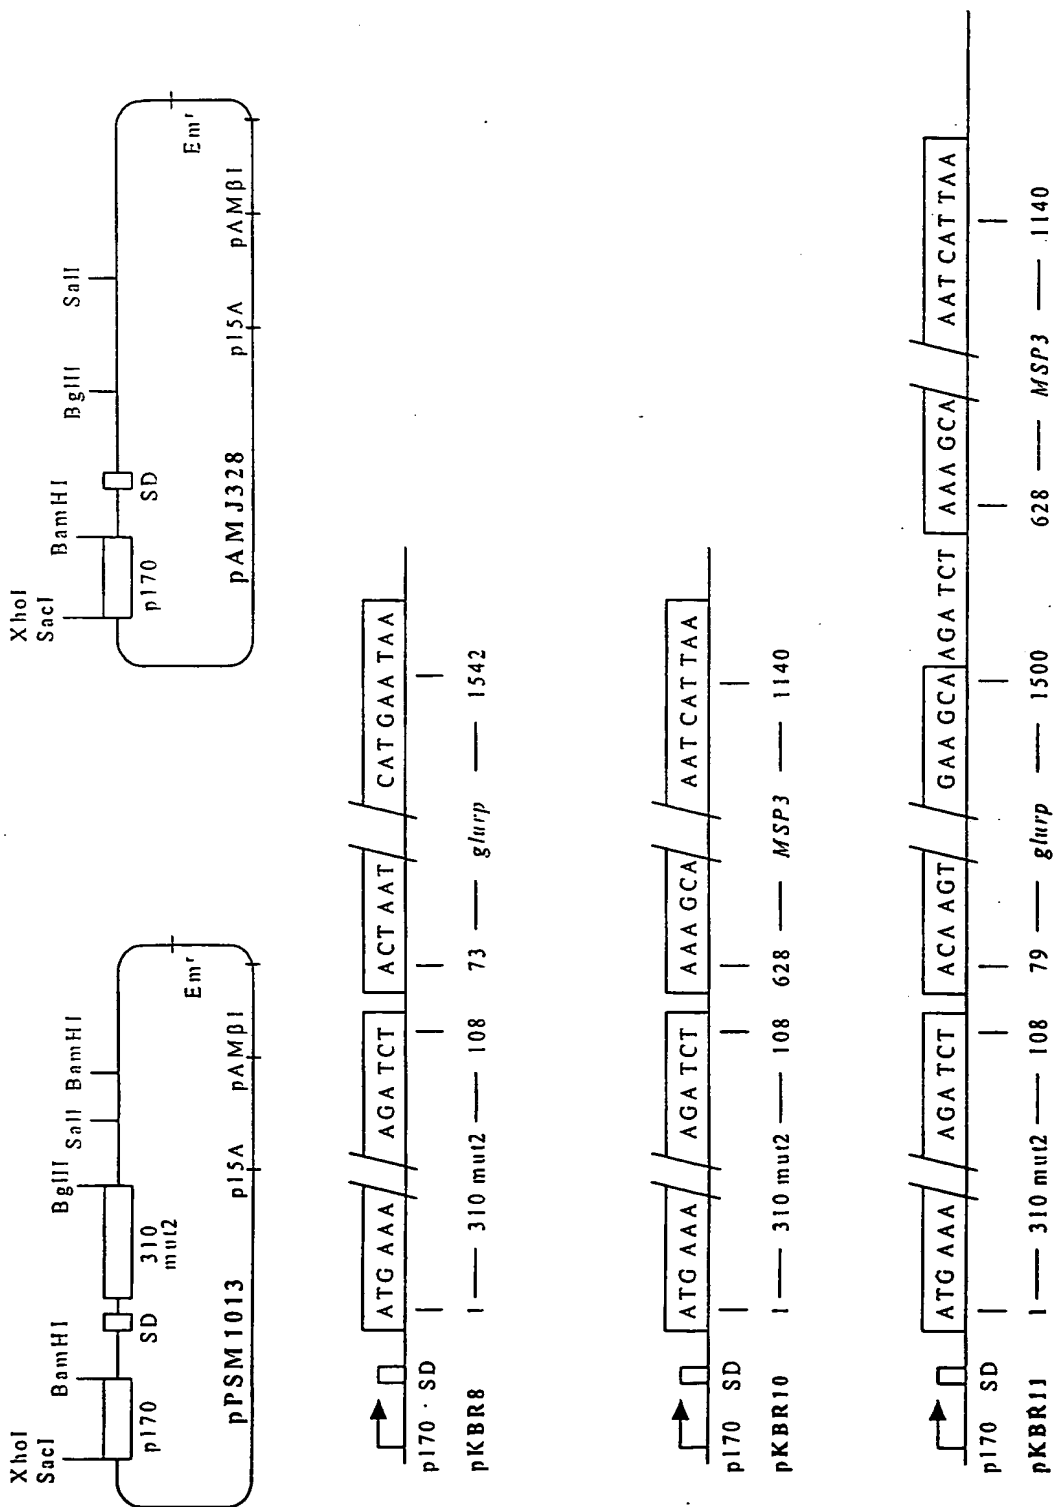 XhoI
SacI
BamHI
BglII
SalI
BamHI
p170
SD
310
mut2
Emr
pPSM1013
p15A
pAMβ1
XhoI
SacI
BamHI
BglII
SalI
p170
SD
Emr
pAMJ328
p15A
pAMβ1
ATG AAA AGA TCT ACT AAT CAT GAA TAA
p170 SD
pKBR8 1 310 mut2 108 73 glurp 1542
ATG AAA AGA TCT AAA GCA AAT CAT TAA
p170 SD
pKBR10 1 310 mut2 108 628 MSP3 1140
ATG AAA AGA TCT ACA AGT GAA GCA AGA TCT AAA GCA AAT CAT TAA
p170 SD
pKBR11 1 310 mut2 108 79 glurp 1500 628 MSP3 1140